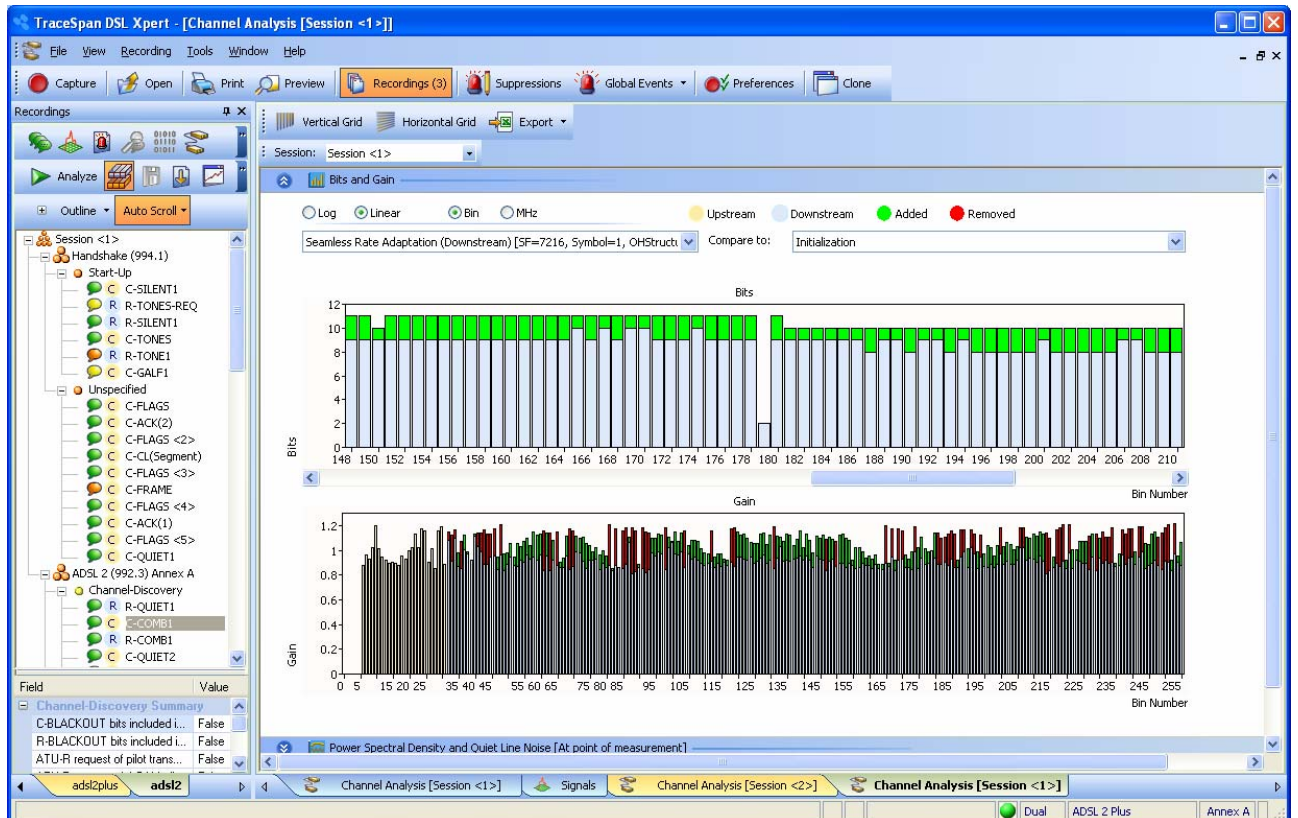 TraceSpan DSL Xpert - [Channel Analysis [Session <1>]]
File View Recording Tools Window Help
Capture Open Print Preview Recordings (3) Suppressions Global Events Preferences Clone
Recordings
Analyze
Outline Auto Scroll
Session <1>
Handshake (994.1)
Start-Up
C C-SILENT1
R R-TONES-REQ
R R-SILENT1
C C-TONES
R R-TONE1
C C-GALF1
Unspecified
C C-FLAGS
C C-ACK(2)
C C-FLAGS <2>
C C-CL(Segment)
C C-FLAGS <3>
C C-FRAME
C C-FLAGS <4>
C C-ACK(1)
C C-FLAGS <5>
C C-QUIET1
ADSL 2 (992.3) Annex A
Channel-Discovery
R R-QUIET1
C C-COMB1
R R-COMB1
C C-QUIET2
Field Value
Channel-Discovery Summary
C-BLACKOUT bits included i... False
R-BLACKOUT bits included i... False
ATU-R request of pilot trans... False
adsl2plus adsl2
Vertical Grid Horizontal Grid Export
Session: Session <1>
Bits and Gain
Log Linear Bin MHz Upstream Downstream Added Removed
Seamless Rate Adaptation (Downstream) [SF=7216, Symbol=1, OHStructu Compare to: Initialization
Bits
12
10
8
6
4
2
0
Bits
148 150 152 154 156 158 160 162 164 166 168 170 172 174 176 178 180 182 184 186 188 190 192 194 196 198 200 202 204 206 208 210
Bin Number
Gain
1.2
1
0.8
0.6
0.4
0.2
0
Gain
0 5 15 20 25 35 40 45 55 60 65 75 80 85 95 105 115 125 135 145 155 165 175 185 195 205 215 225 235 245 255
Bin Number
Power Spectral Density and Quiet Line Noise [At point of measurement]
Channel Analysis [Session <1>] Signals Channel Analysis [Session <2>] Channel Analysis [Session <1>]
Dual ADSL 2 Plus Annex A